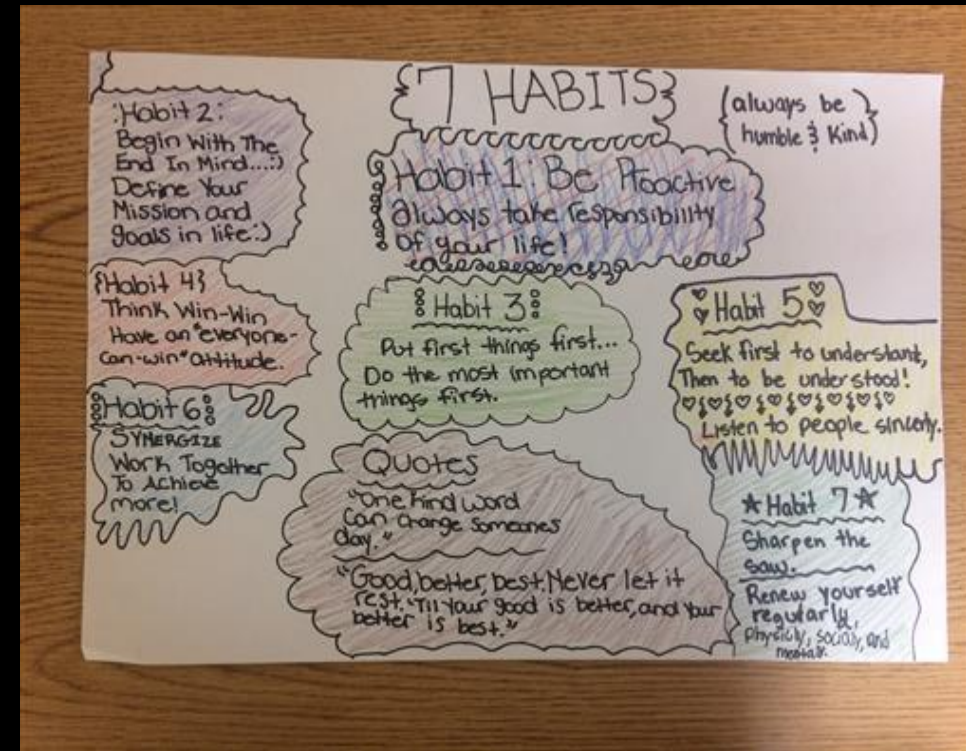 {7 HABITS}
(always be
humble & Kind)
Habit 1: Be Proactive
always take responsibility
of your life!
:Habit 2:
Begin With The
End In Mind...:)
Define Your
Mission and
goals in life:)
Habit 3
Put first things first...
Do the most important
things first.
{Habit 4}
Think Win-Win
Have an "everyone-
can-win" attitude.
Habit 5
Seek first to understant,
Then to be understood!
Listen to people sincerly.
Habit 6
SYNERGIZE
Work Together
To Achieve
more!
Habit 7
Sharpen the
saw.
Renew yourself
regularly,
physicly, socialy, and
mentaly.
Quotes
"One Kind word
Can change someones
day."
"Good, better, best. Never let it
rest. "Till your good is better, and your
better is best."